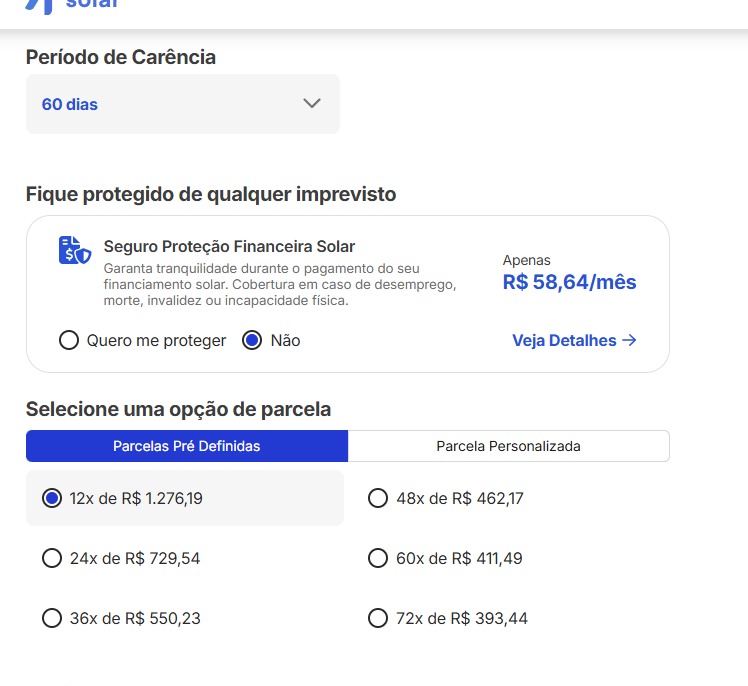 solar
Período de Carência
60 dias
Fique protegido de qualquer imprevisto
Seguro Proteção Financeira Solar
Garanta tranquilidade durante o pagamento do seu
financiamento solar. Cobertura em caso de desemprego,
morte, invalidez ou incapacidade física.
Apenas
R$ 58,64/mês
Quero me proteger
Não
Veja Detalhes
Selecione uma opção de parcela
Parcelas Pré Definidas
Parcela Personalizada
12x de R$ 1.276,19
48x de R$ 462,17
24x de R$ 729,54
60x de R$ 411,49
36x de R$ 550,23
72x de R$ 393,44